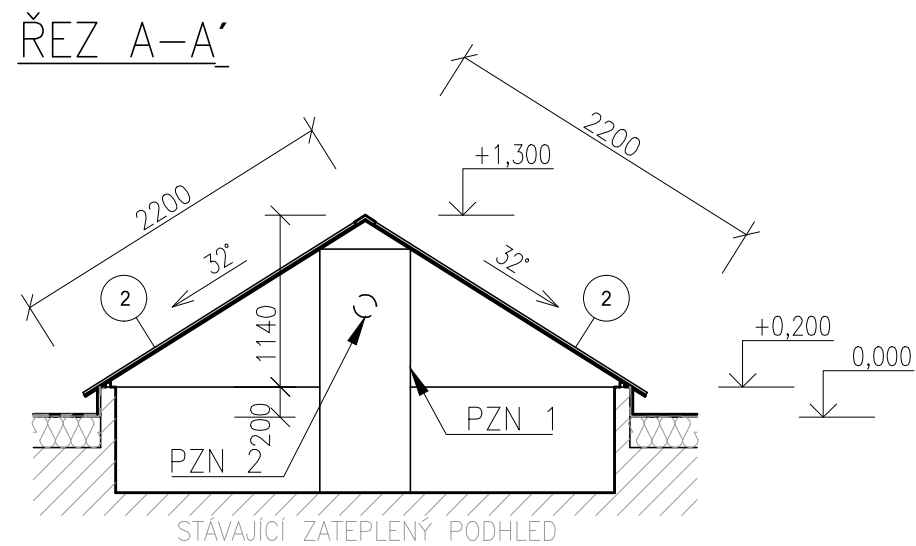 ŘEZ A-A'
2200
2200
+1,300
32°
32°
2
2
1140
+0,200
0,000
200
PZN 1
PZN 2
STÁVAJÍCÍ ZATEPLENÝ PODHLED